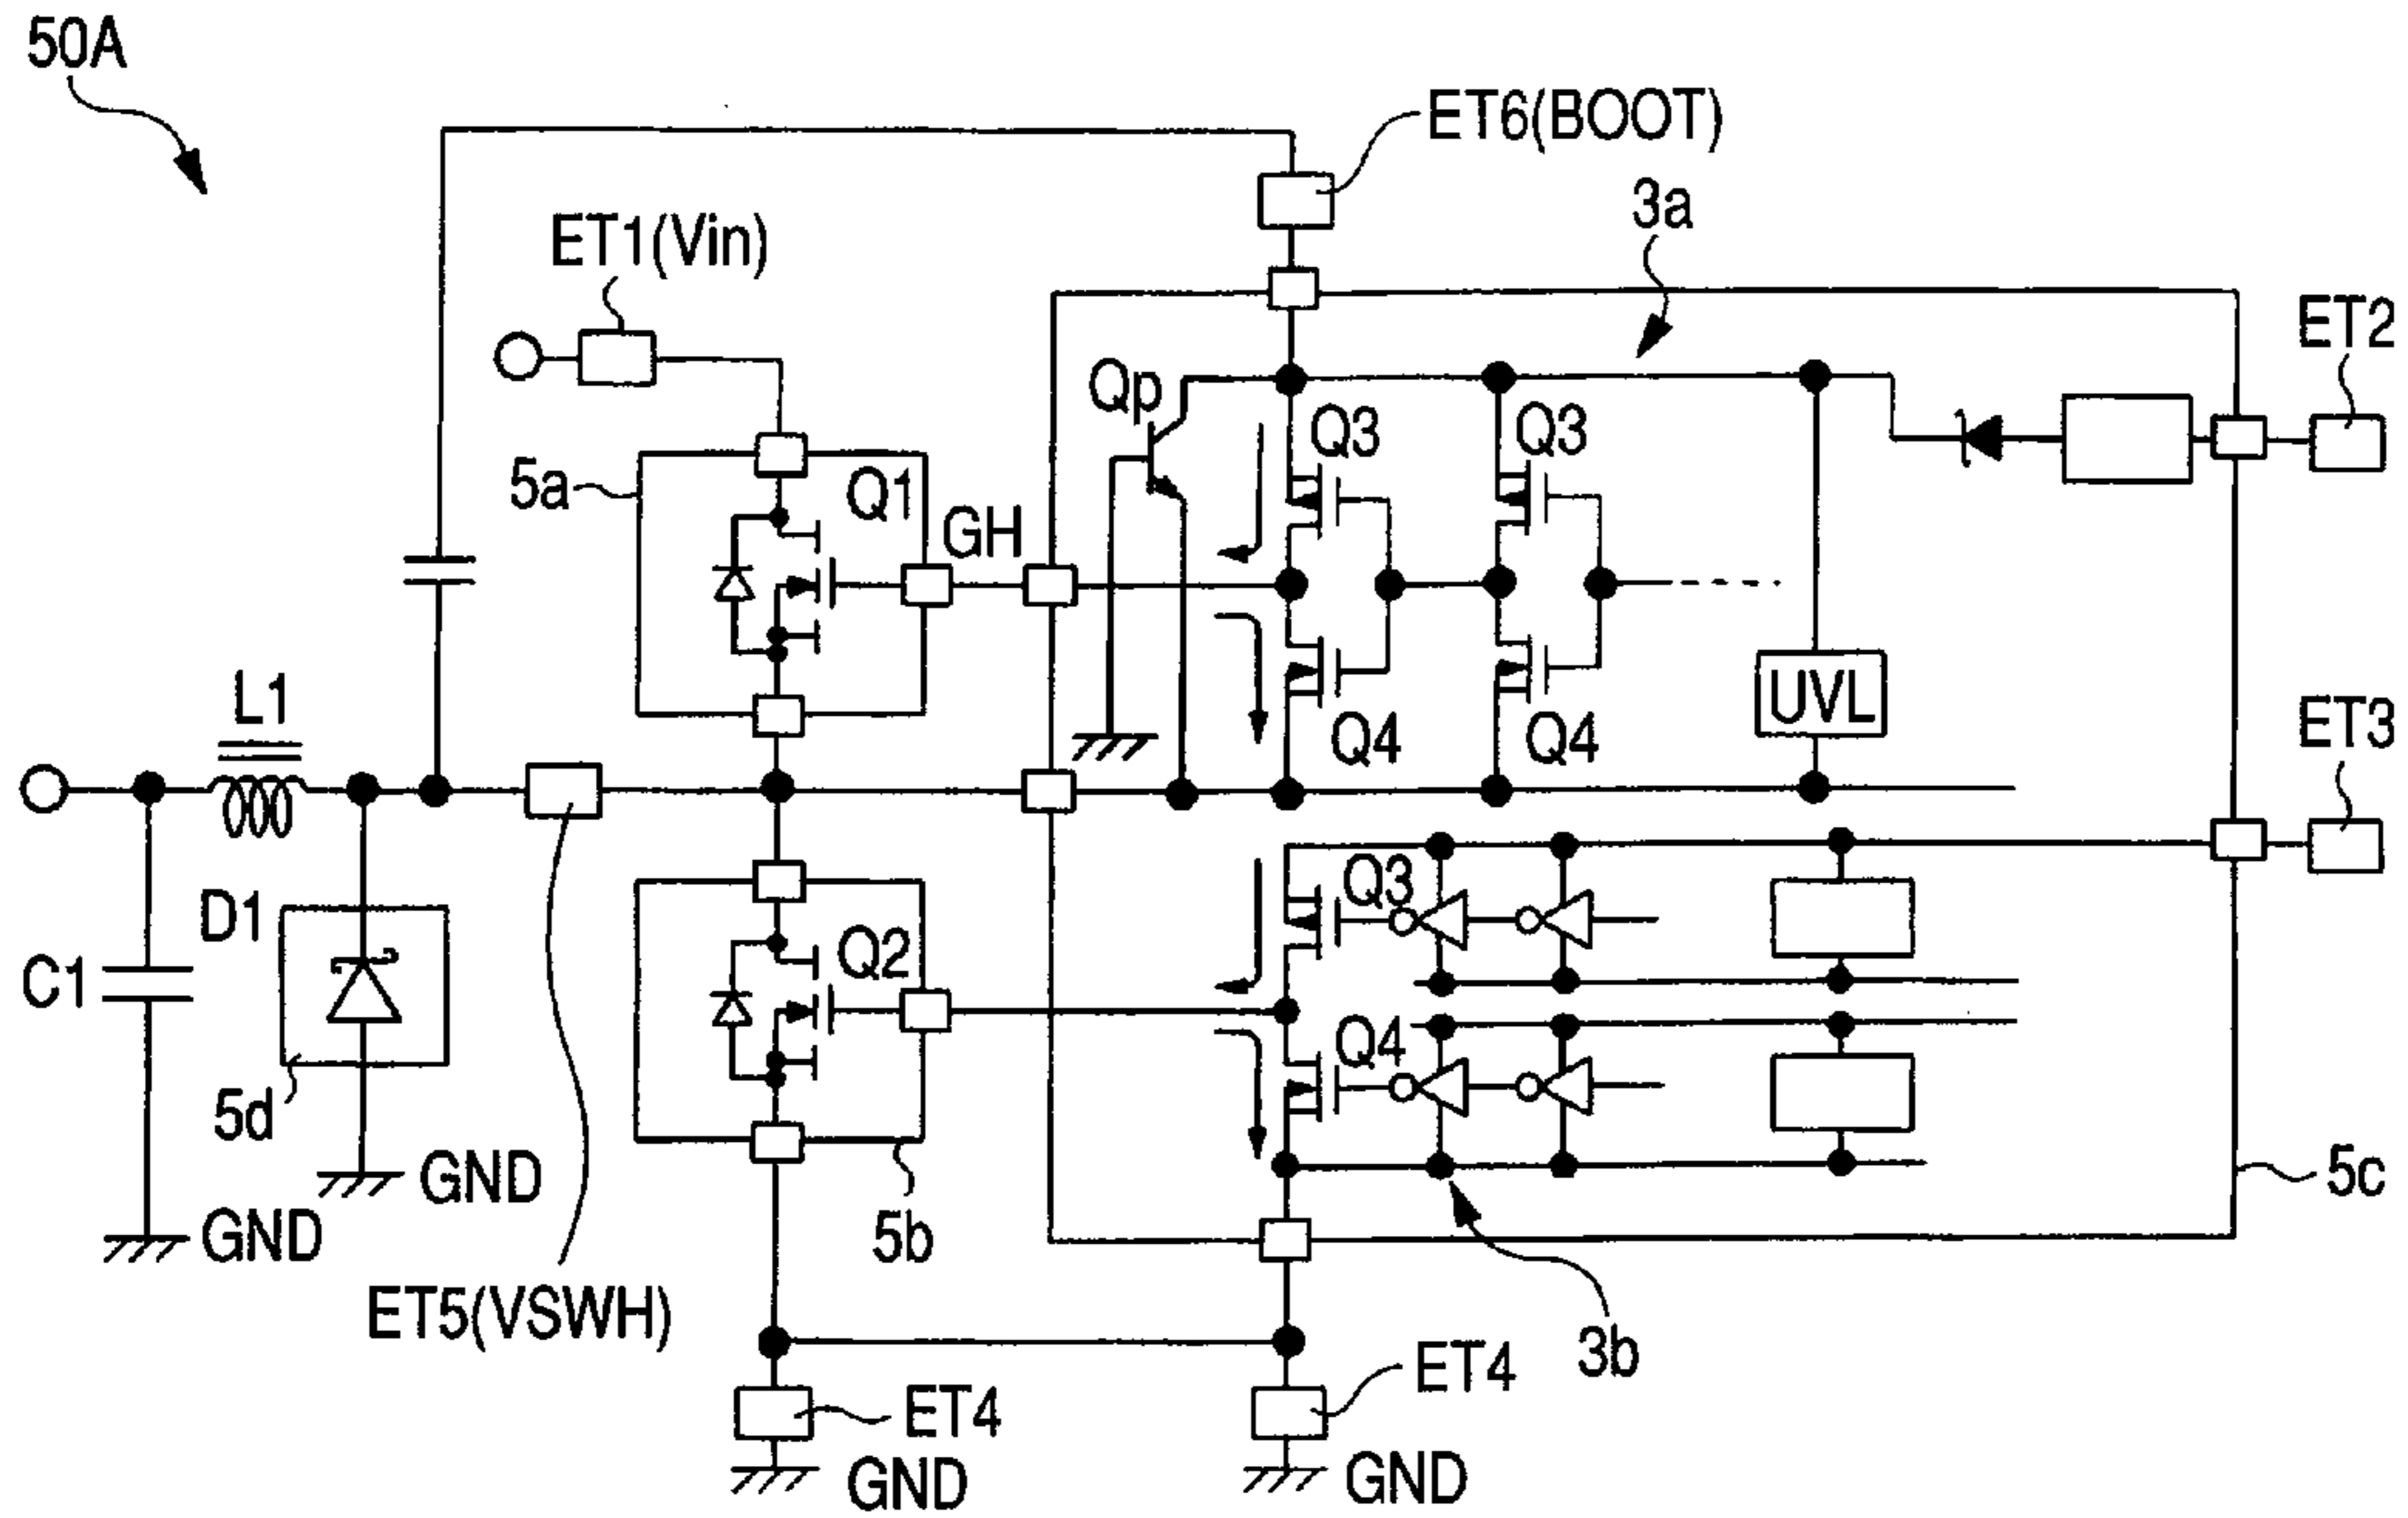 50A
ET6(BOOT)
3a
ET1(Vin)
ET2
Qp
Q3
Q3
5a
Q1
GH
L1
UVL
ET3
Q4
Q4
D1
Q3
Q2
C1
Q4
5d
GND
5c
GND
5b
ET5(VSWH)
3b
ET4
ET4
GND
GND